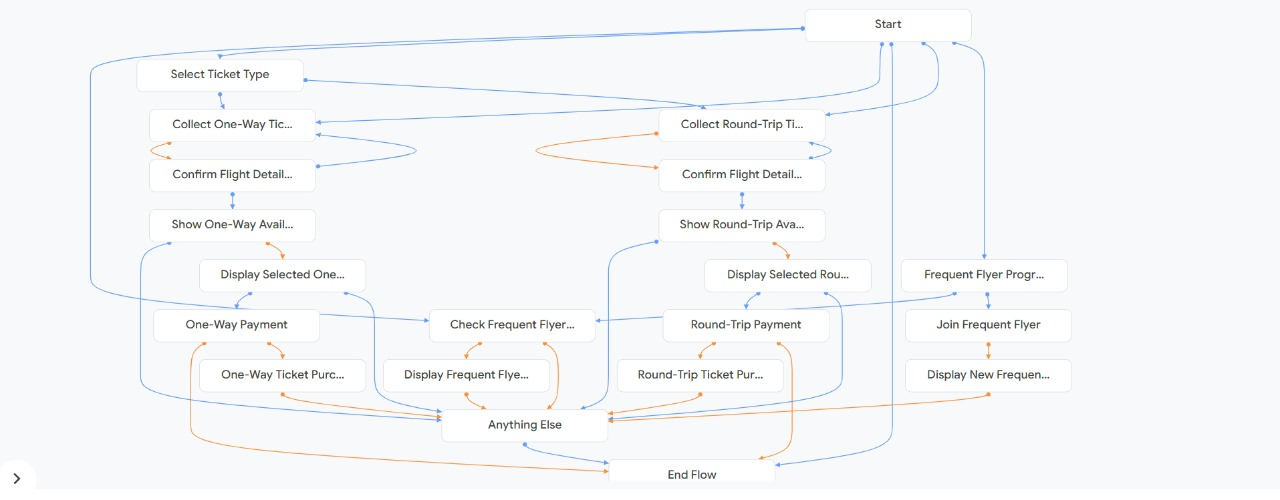 Start
Select Ticket Type
Collect One-Way Tic...
Collect Round-Trip Ti...
Confirm Flight Detail...
Confirm Flight Detail...
Show One-Way Avail...
Show Round-Trip Ava...
Display Selected One...
Display Selected Rou...
Frequent Flyer Progr...
One-Way Payment
Check Frequent Flyer...
Round-Trip Payment
Join Frequent Flyer
One-Way Ticket Purc...
Display Frequent Flye...
Round-Trip Ticket Pur...
Display New Frequen...
Anything Else
End Flow